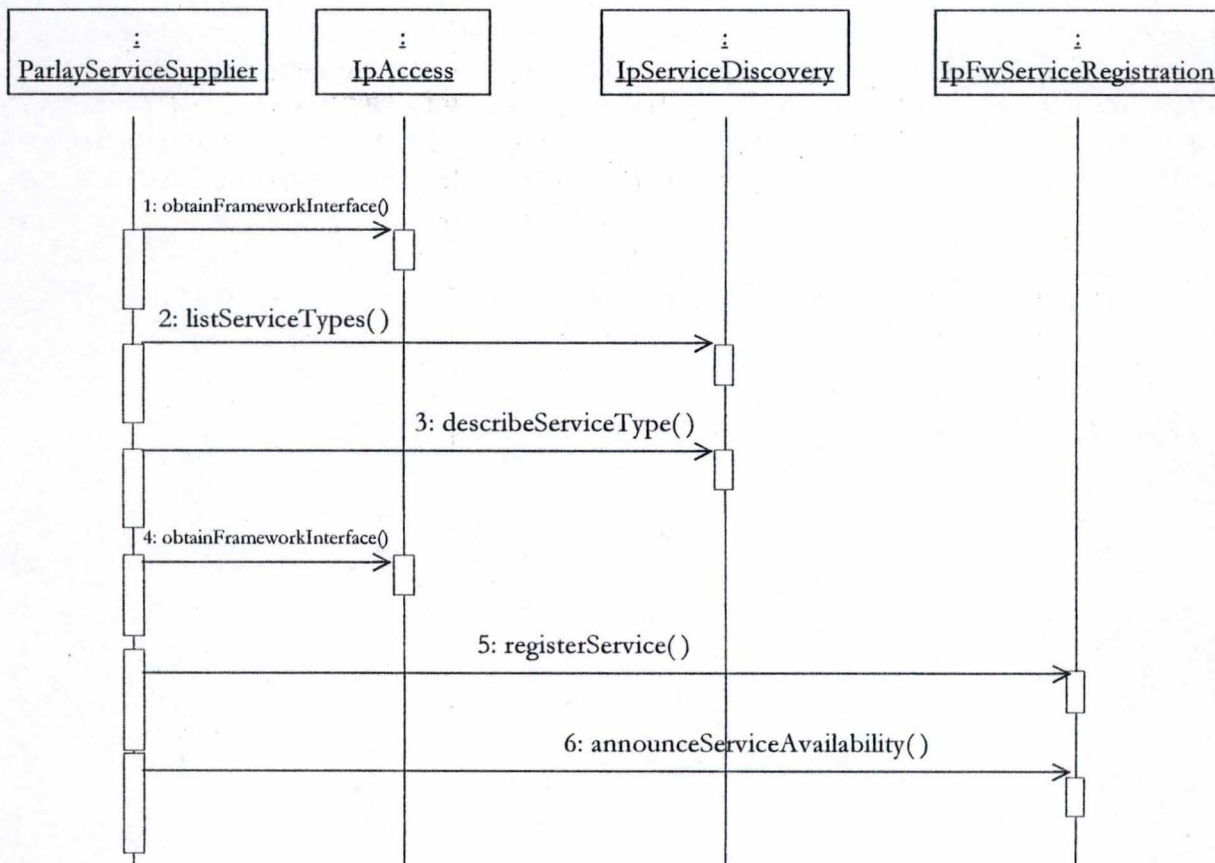 :
ParlayServiceSupplier
:
IpAccess
:
IpServiceDiscovery
:
IpFwServiceRegistration
1: obtainFrameworkInterface()
2: listServiceTypes( )
3: describeServiceType( )
4: obtainFrameworkInterface()
5: registerService( )
6: announceServiceAvailability( )